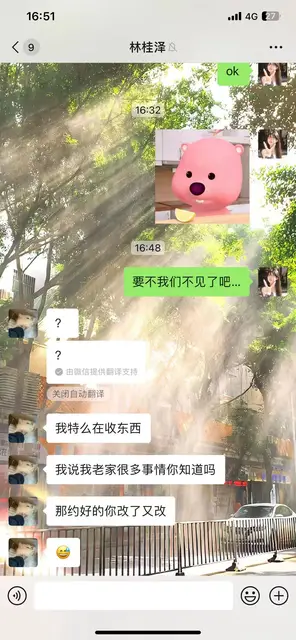 16:51
4G 27
9
林桂泽
ok
16:32
16:48
要不我们不见了吧...
?
?
由微信提供翻译支持
关闭自动翻译
我特么在收东西
我说我老家很多事情你知道吗
那约好的你改了又改